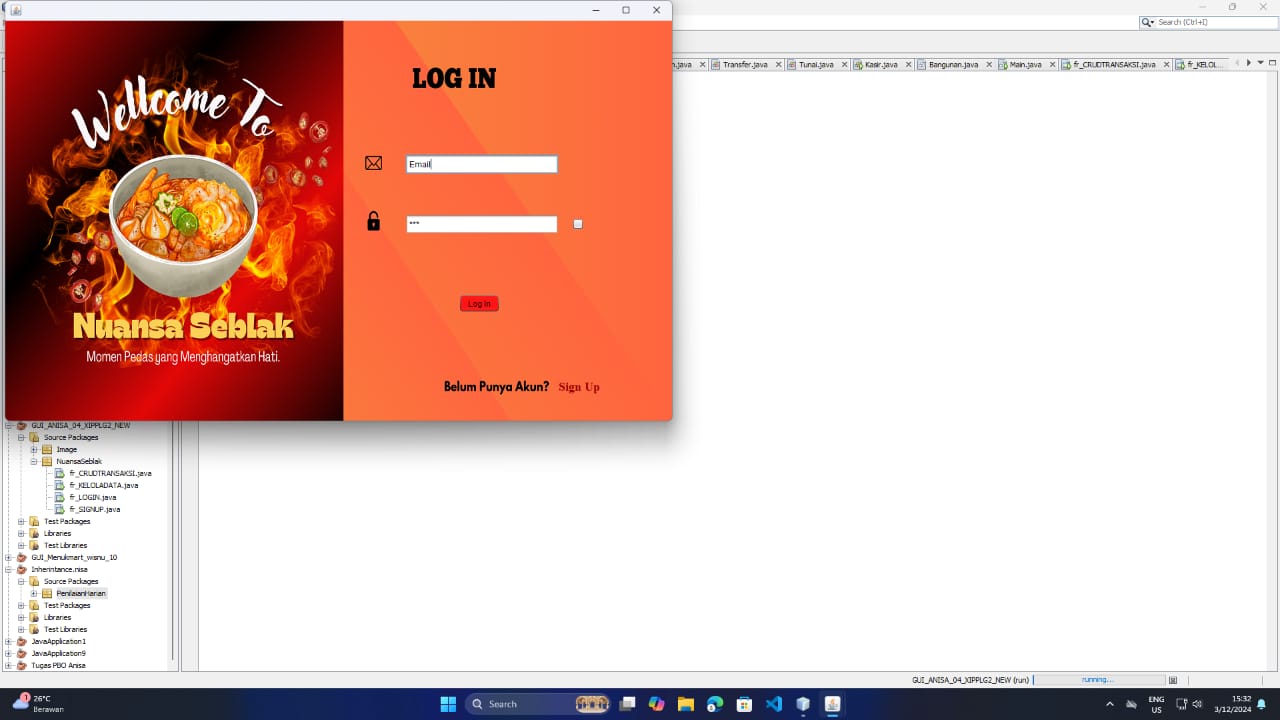 Search (Ctrl+I)
Transfer.java
Tunai.java
Kasir.java
Bangunan.java
Main.java
fr_CRUDTRANSAKSI.java
fr_KELOL...
Wellcome To
Nuansa Seblak
Momen Pedas yang Menghangatkan Hati.
LOG IN
Email
***
Log In
Belum Punya Akun? Sign Up
GUI_ANISA_04_XIPPLG2_NEW
Source Packages
Image
NuansaSeblak
fr_CRUDTRANSAKSI.java
fr_KELOLADATA.java
fr_LOGIN.java
fr_SIGNUP.java
Test Packages
Libraries
Test Libraries
GUI_Menukmart_wisnu_10
Inherintance.nisa
Source Packages
PenilaianHarian
Test Packages
Libraries
Test Libraries
JavaApplication1
JavaApplication9
Tugas PBO Anisa
GUI_ANISA_04_XIPPLG2_NEW (run)
running...
1
26°C
Berawan
Search
ENG
US
15:32
3/12/2024